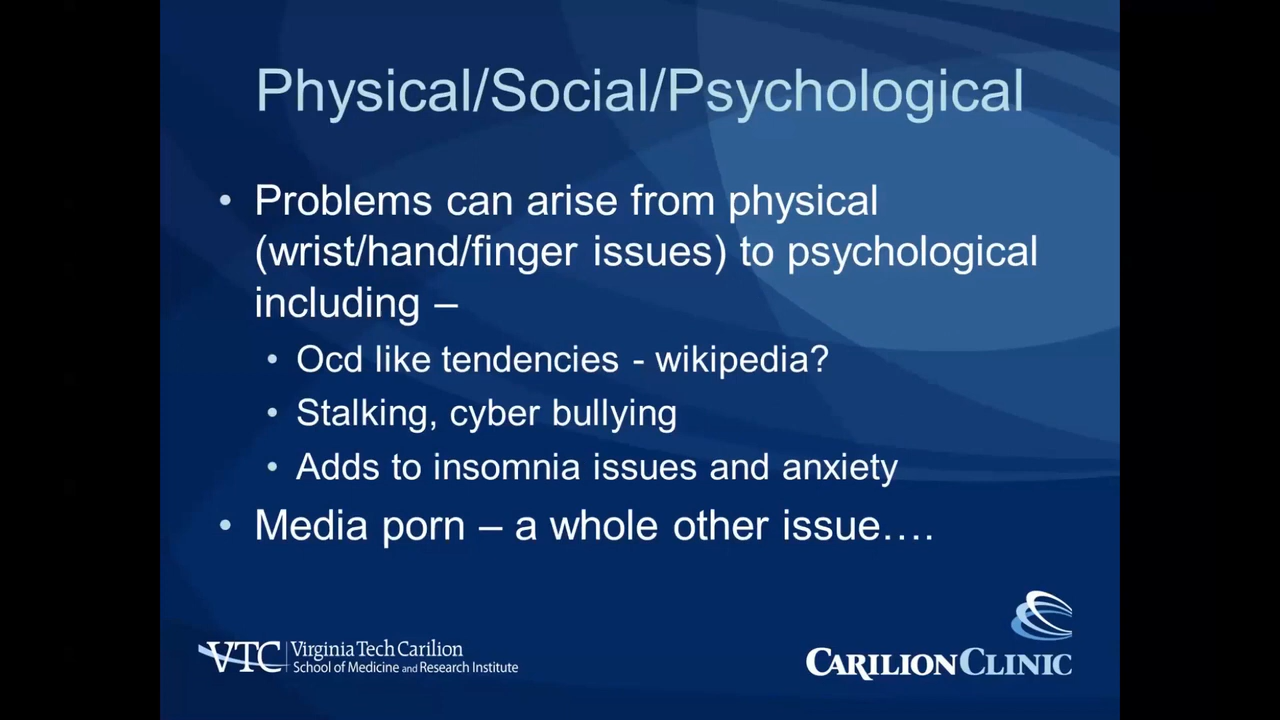 Physical/Social/Psychological
• Problems can arise from physical
(wrist/hand/finger issues) to psychological
including –
• Ocd like tendencies - wikipedia?
• Stalking, cyber bullying
• Adds to insomnia issues and anxiety
• Media porn – a whole other issue….
VTC
Virginia Tech Carilion
School of Medicine and Research Institute
CARILION CLINIC